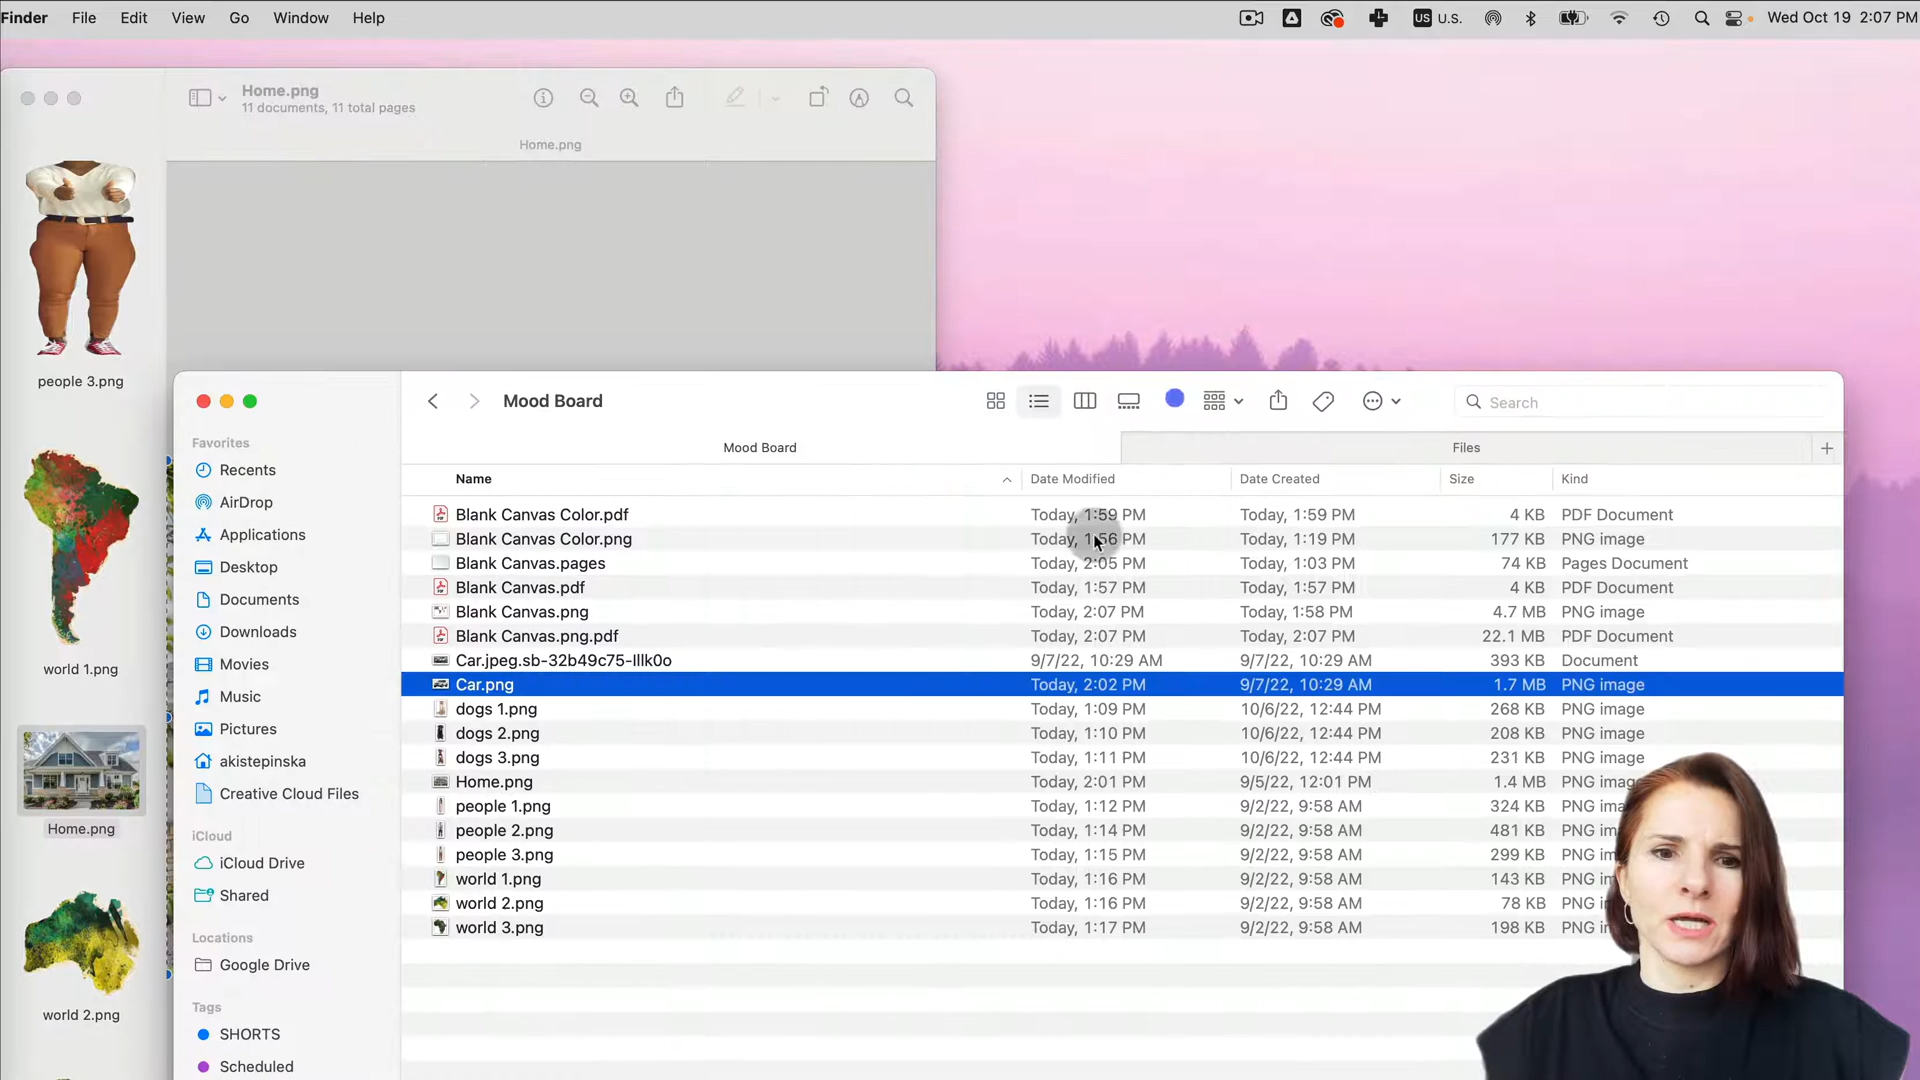 Finder File Edit View Go Window Help US U.S. Wed Oct 19 2:07 PM
Home.png
11 documents, 11 total pages
Home.png
people 3.png
world 1.png
Home.png
world 2.png
Mood Board Search
Mood Board Files
Favorites
Recents
AirDrop
Applications
Desktop
Documents
Downloads
Movies
Music
Pictures
akistepinska
Creative Cloud Files
iCloud
iCloud Drive
Shared
Locations
Google Drive
Tags
SHORTS
Scheduled
Name Date Modified Date Created Size Kind
Blank Canvas Color.pdf Today, 1:59 PM Today, 1:59 PM 4 KB PDF Document
Blank Canvas Color.png Today, 1:56 PM Today, 1:19 PM 177 KB PNG image
Blank Canvas.pages Today, 2:05 PM Today, 1:03 PM 74 KB Pages Document
Blank Canvas.pdf Today, 1:57 PM Today, 1:57 PM 4 KB PDF Document
Blank Canvas.png Today, 2:07 PM Today, 1:58 PM 4.7 MB PNG image
Blank Canvas.png.pdf Today, 2:07 PM Today, 2:07 PM 22.1 MB PDF Document
Car.jpeg.sb-32b49c75-lllk0o 9/7/22, 10:29 AM 9/7/22, 10:29 AM 393 KB Document
Car.png Today, 2:02 PM 9/7/22, 10:29 AM 1.7 MB PNG image
dogs 1.png Today, 1:09 PM 10/6/22, 12:44 PM 268 KB PNG image
dogs 2.png Today, 1:10 PM 10/6/22, 12:44 PM 208 KB PNG image
dogs 3.png Today, 1:11 PM 10/6/22, 12:44 PM 231 KB PNG image
Home.png Today, 2:01 PM 9/5/22, 12:01 PM 1.4 MB PNG
people 1.png Today, 1:12 PM 9/2/22, 9:58 AM 324 KB PNG
people 2.png Today, 1:14 PM 9/2/22, 9:58 AM 481 KB PNG
people 3.png Today, 1:15 PM 9/2/22, 9:58 AM 299 KB PNG
world 1.png Today, 1:16 PM 9/2/22, 9:58 AM 143 KB PNG
world 2.png Today, 1:16 PM 9/2/22, 9:58 AM 78 KB PNG
world 3.png Today, 1:17 PM 9/2/22, 9:58 AM 198 KB PNG